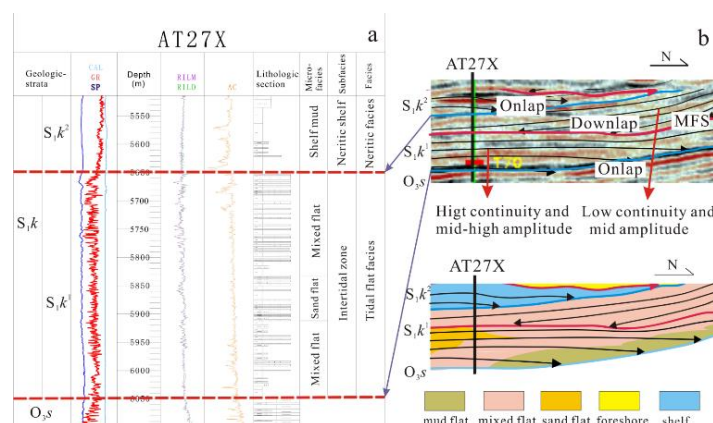 AT27X
a
Geologic-
strata
CAL
GR
SP
Depth
(m)
RILM
RILD
AC
Lithologic
section
Micro-
facies
Subfacies
Facies
S₁k²
S₁k
S₁k¹
O₃s
5550
5600
5650
5700
5750
5800
5850
5900
5950
6000
6050
Shelf mud
Neritic shelf
Neritic facies
Mixed flat
Sand flat
Mixed flat
Intertidal zone
Tidal flat facies
b
AT27X
N
S₁k²
Onlap
Downlap
MFS
S₁k¹
Onlap
O₃s
Higt continuity and
mid-high amplitude
Low continuity and
mid amplitude
AT27X
N
S₁k²
S₁k¹
O₃s
mud flat
mixed flat
sand flat
foreshore
shelf